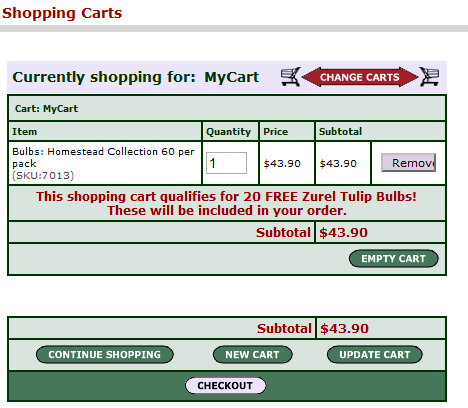 Shopping Carts
Currently shopping for: MyCart
CHANGE CARTS
Cart: MyCart
Item Quantity Price Subtotal
Bulbs: Homestead Collection 60 per
pack
(SKU:7013)
1 $43.90 $43.90 Remove
This shopping cart qualifies for 20 FREE Zurel Tulip Bulbs!
These will be included in your order.
Subtotal $43.90
EMPTY CART
Subtotal $43.90
CONTINUE SHOPPING NEW CART UPDATE CART
CHECKOUT